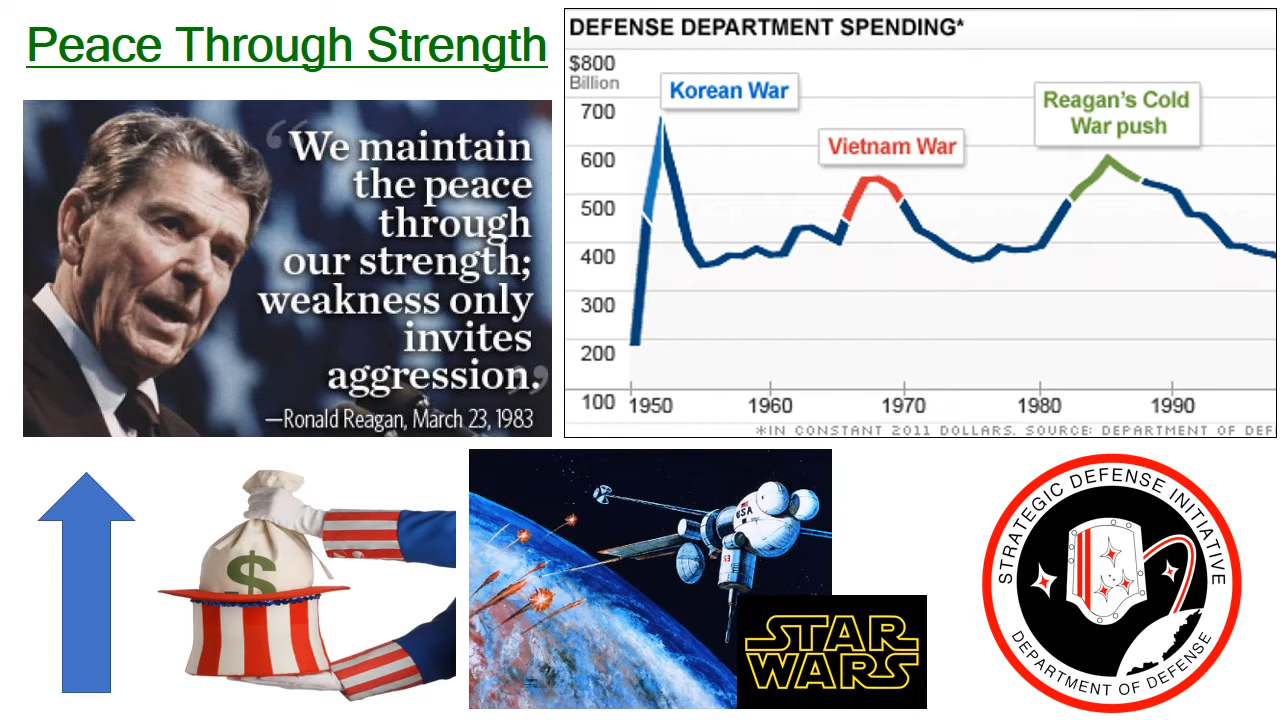 Peace Through Strength
“We maintain
the peace
through
our strength;
weakness only
invites
aggression.”
—Ronald Reagan, March 23, 1983
DEFENSE DEPARTMENT SPENDING*
$800
Billion
700
600
500
400
300
200
100
Korean War
Vietnam War
Reagan's Cold
War push
1950
1960
1970
1980
1990
*IN CONSTANT 2011 DOLLARS. SOURCE: DEPARTMENT OF DEF
$
USA
STAR
WARS
STRATEGIC DEFENSE INITIATIVE
DEPARTMENT OF DEFENSE